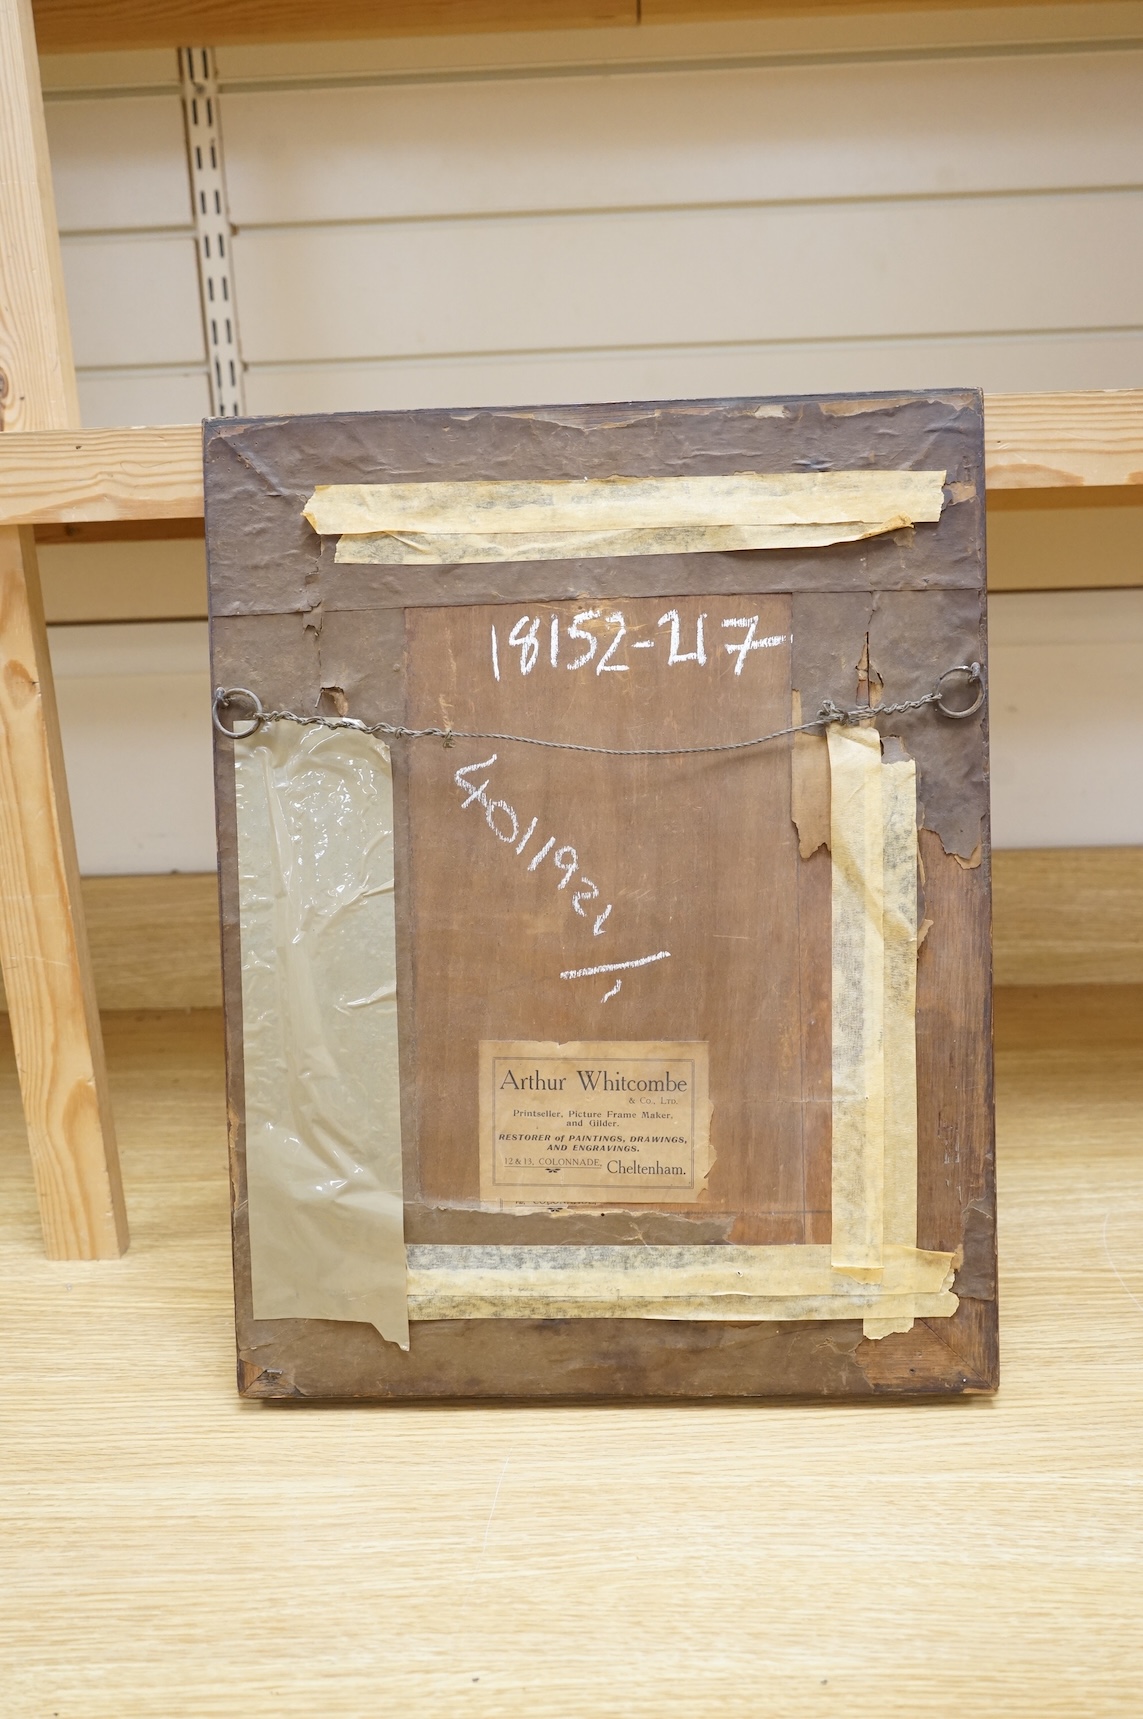 18152-217
401921
Arthur Whitcombe
& Co., Ltd.
Printseller, Picture Frame Maker,
and Gilder.
RESTORER of PAINTINGS, DRAWINGS,
AND ENGRAVINGS.
12 & 13, COLONNADE, Cheltenham.